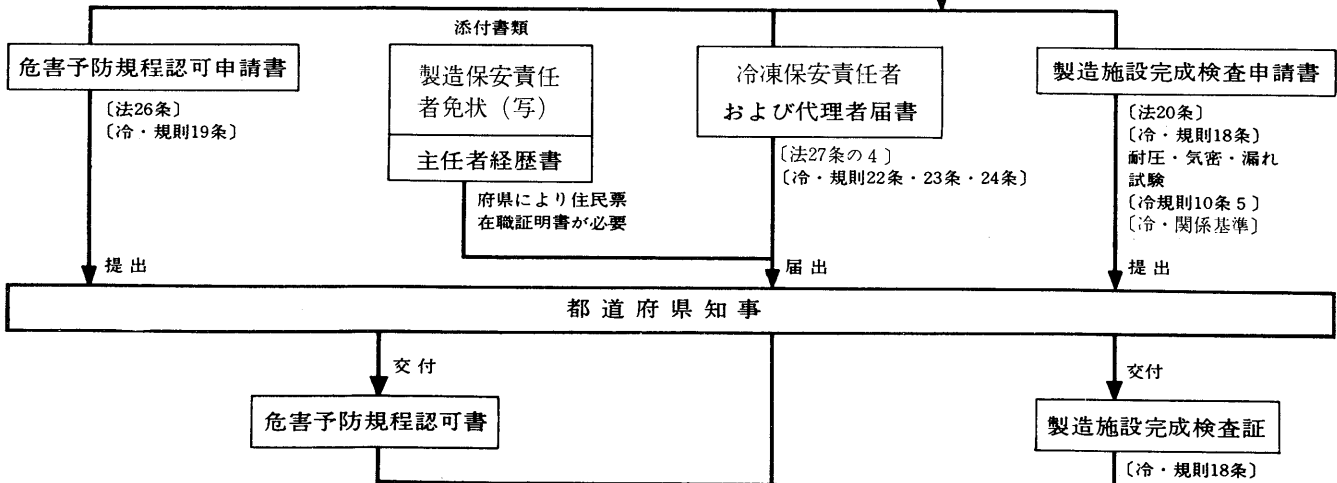 添付書類
危害予防規程認可申請書
〔法26条〕
〔冷・規則19条〕
製造保安責任
者免状（写）
主任者経歴書
府県により住民票
在職証明書が必要
冷凍保安責任者
および代理者届書
〔法27条の4〕
〔冷・規則22条・23条・24条〕
製造施設完成検査申請書
〔法20条〕
〔冷・規則18条〕
耐圧・気密・漏れ
試験
〔冷規則10条5〕
〔冷・関係基準〕
提出
届出
提出
都道府県知事
交付
交付
危害予防規程認可書
製造施設完成検査証
〔冷・規則18条〕